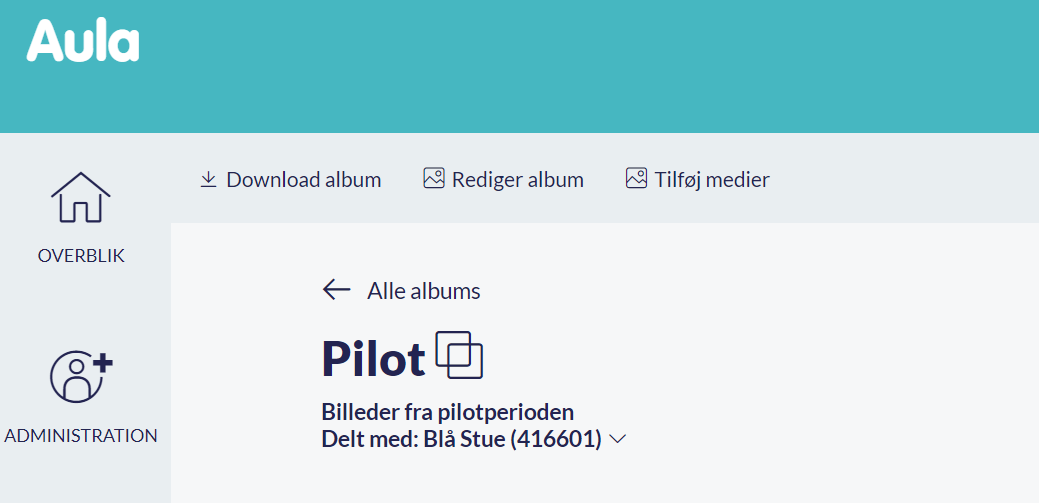 Aula
Download album
Rediger album
Tilføj medier
OVERBLIK
Alle albums
Pilot
ADMINISTRATION
Billeder fra pilotperioden
Delt med: Blå Stue (416601)